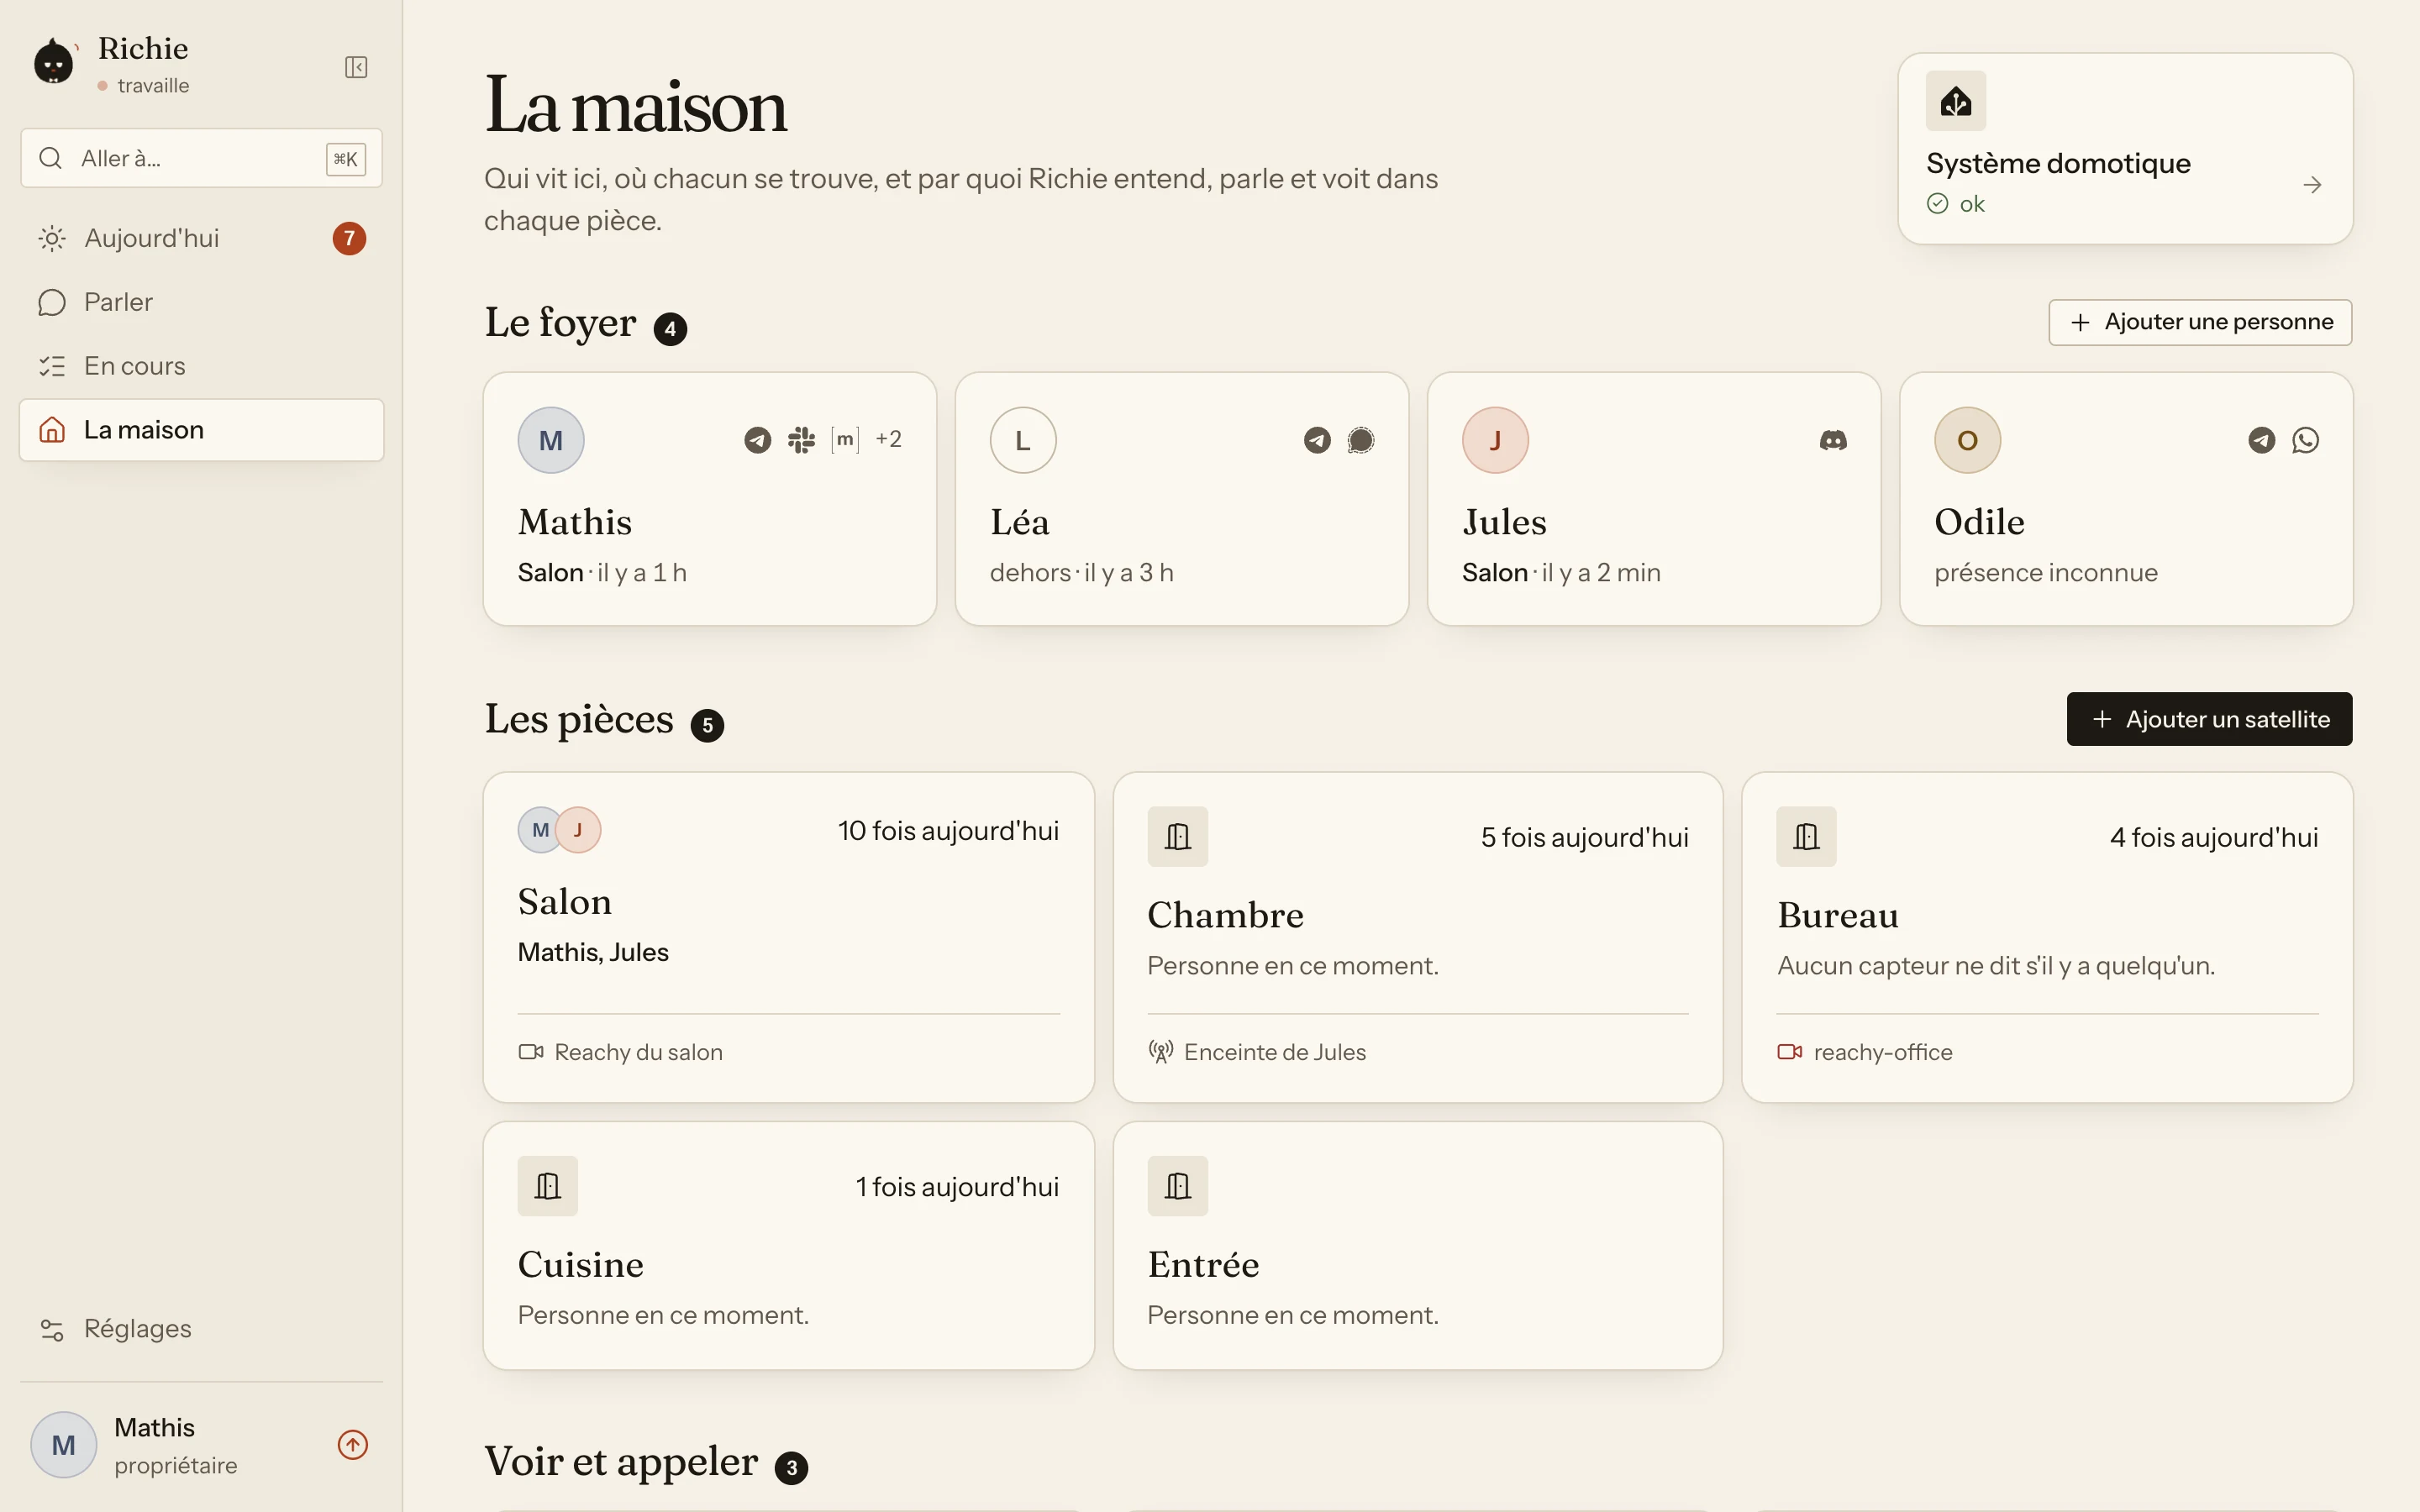 Richie
travaille
Aller à...
⌘K
Aujourd'hui
7
Parler
En cours
La maison
Réglages
M
Mathis
propriétaire
La maison
Qui vit ici, où chacun se trouve, et par quoi Richie entend, parle et voit dans
chaque pièce.
Système domotique
ok
Le foyer 4
Ajouter une personne
M
[m] +2
Mathis
Salon · il y a 1 h
L
Léa
dehors · il y a 3 h
J
Jules
Salon · il y a 2 min
O
Odile
présence inconnue
Les pièces 5
Ajouter un satellite
M J
10 fois aujourd'hui
Salon
Mathis, Jules
Reachy du salon
5 fois aujourd'hui
Chambre
Personne en ce moment.
Enceinte de Jules
4 fois aujourd'hui
Bureau
Aucun capteur ne dit s'il y a quelqu'un.
reachy-office
1 fois aujourd'hui
Cuisine
Personne en ce moment.
Entrée
Personne en ce moment.
Voir et appeler 3